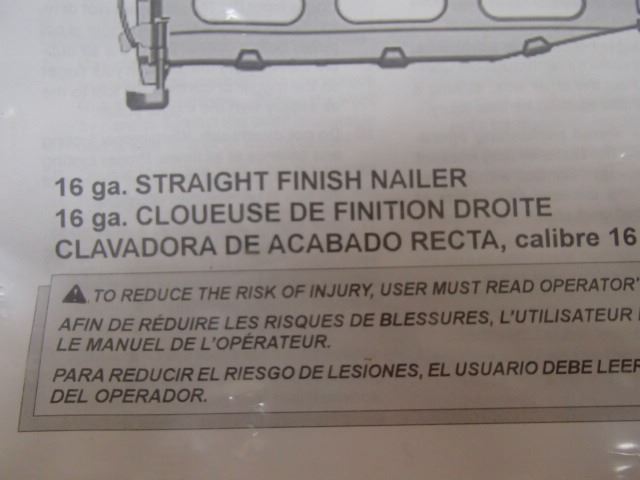 16 ga. STRAIGHT FINISH NAILER
16 ga. CLOUEUSE DE FINITION DROITE
CLAVADORA DE ACABADO RECTA, calibre 16
TO REDUCE THE RISK OF INJURY, USER MUST READ OPERATOR'
AFIN DE RÉDUIRE LES RISQUES DE BLESSURES, L'UTILISATEUR
LE MANUEL DE L'OPÉRATEUR.
PARA REDUCIR EL RIESGO DE LESIONES, EL USUARIO DEBE LEER
DEL OPERADOR.